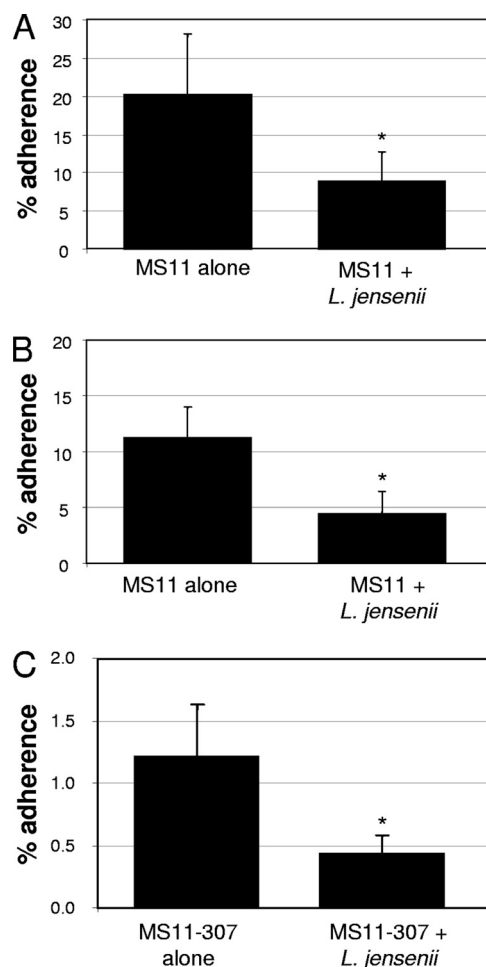 A
% adherence
30
25
20
15
10
5
0
*
MS11 alone
MS11 +
L. jensenii
B
% adherence
20
15
10
5
0
*
MS11 alone
MS11 +
L. jensenii
C
% adherence
2.0
1.5
1.0
0.5
0.0
*
MS11-307
alone
MS11-307 +
L. jensenii